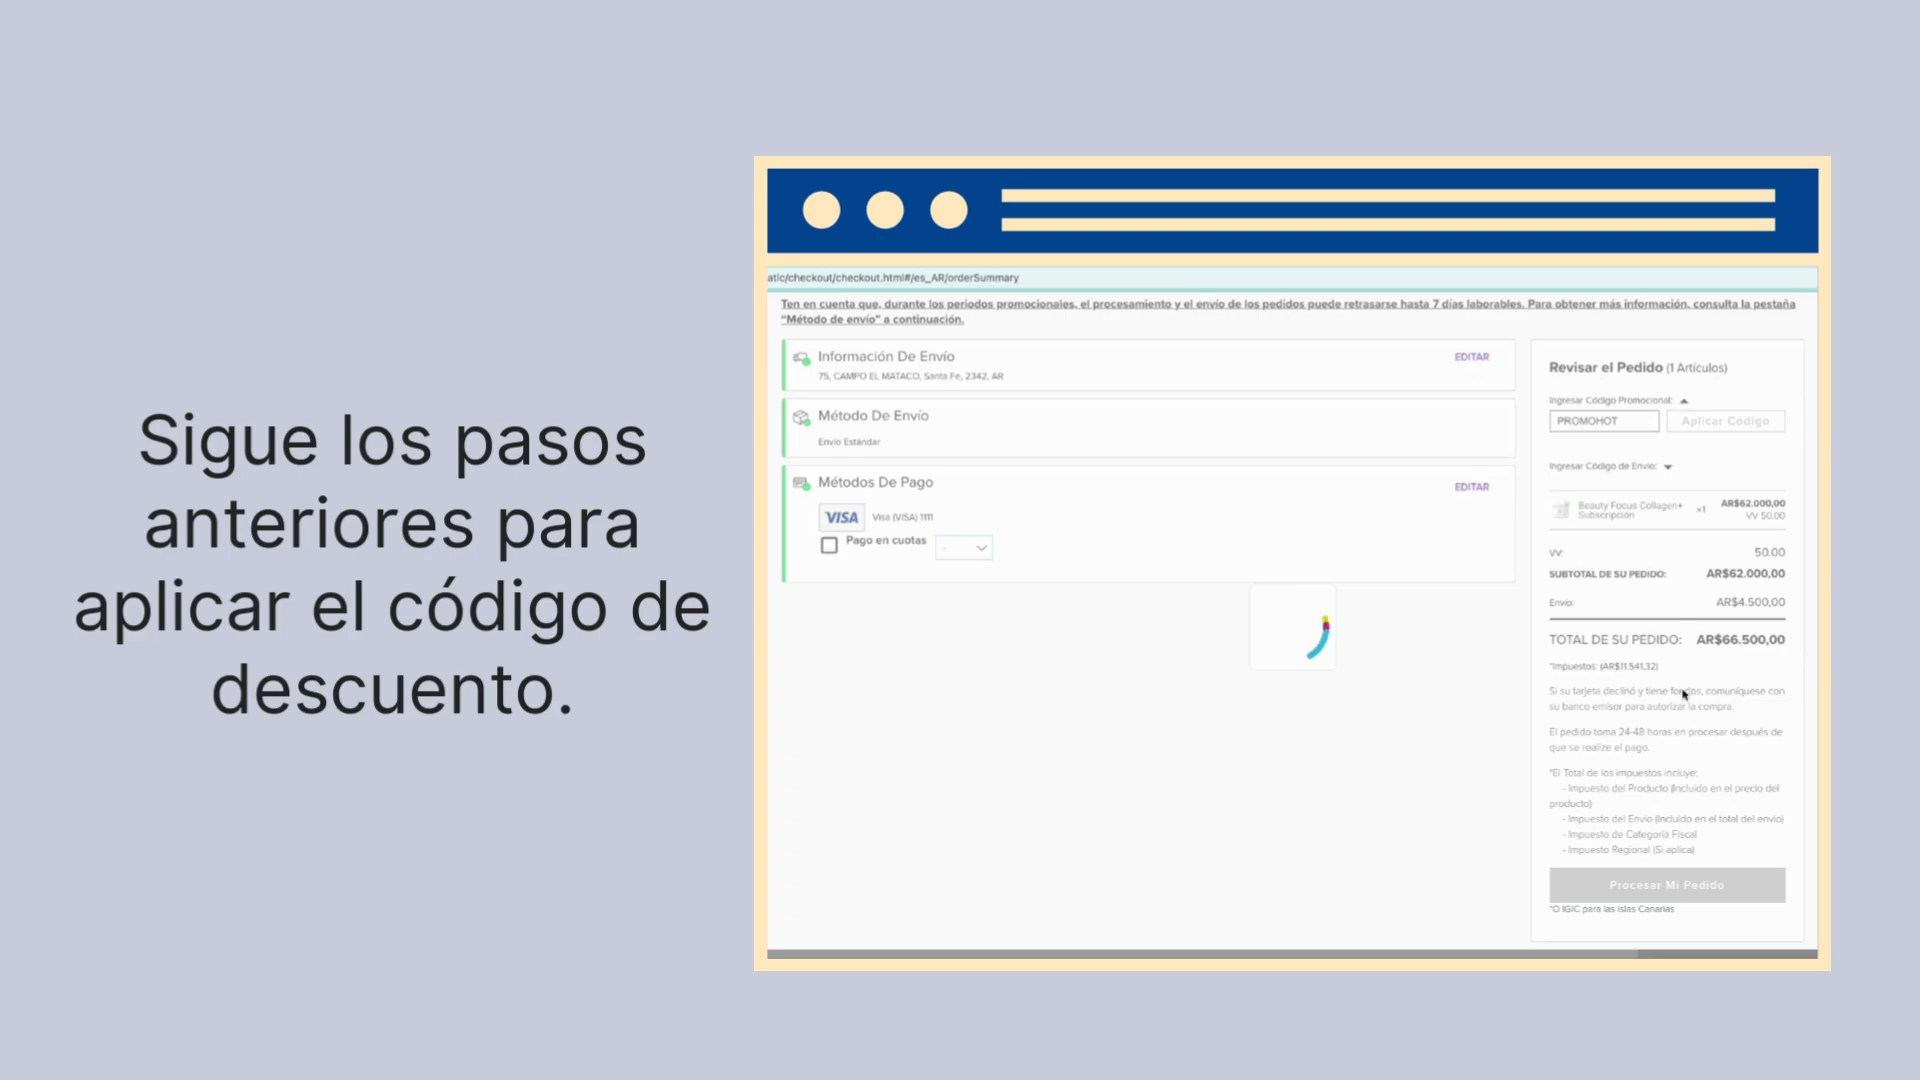 Sigue los pasos
anteriores para
aplicar el código de
descuento.
atic/checkout/checkout.html#/es_AR/orderSummary
Ten en cuenta que, durante los periodos promocionales, el procesamiento y el envío de los pedidos puede retrasarse hasta 7 días laborables. Para obtener más información, consulta la pestaña
"Método de envío" a continuación.
Información De Envío
EDITAR
75, CAMPO EL MATACO, Santa Fe, 2342, AR
Método De Envío
Envío Estándar
Métodos De Pago
EDITAR
VISA Visa (VISA) 1111
Pago en cuotas
Revisar el Pedido (1 Artículos)
Ingresar Código Promocional:
PROMOHOT Aplicar Código
Ingresar Código de Envio:
Beauty Focus Collagen+ x1 AR$62.000,00
Subscripción VV 50.00
VV: 50.00
SUBTOTAL DE SU PEDIDO: AR$62.000,00
Envío: AR$4.500,00
TOTAL DE SU PEDIDO: AR$66.500,00
*Impuestos: (AR$11.541,32)
Si su tarjeta declinó y tiene fondos, comuníquese con
su banco emisor para autorizar la compra.
El pedido toma 24-48 horas en procesar después de
que se realize el pago.
*El Total de los impuestos incluye:
- Impuesto del Producto (Incluido en el precio del
producto)
- Impuesto del Envio (Incluido en el total del envio)
- Impuesto de Categoría Fiscal
- Impuesto Regional (Si aplica)
Procesar Mi Pedido
*O IGIC para las Islas Canarias